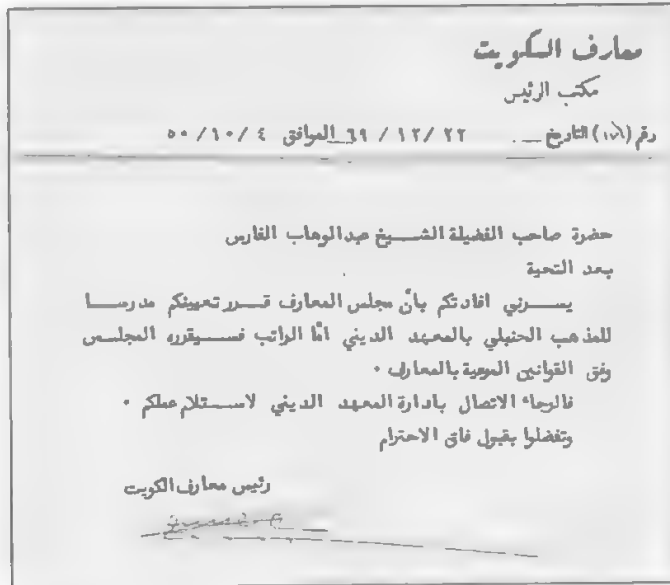 معارف الكويت
مكتب الرئيس
رقم ( ) التاريخ ٢٢/ ١٢/ ٦٩ الموافق ٤ /١٠/ ٥٠
حضرة صاحب الفضيلة الشيخ عبدالوهاب الفارس
بعد التحية
يسرني افادتكم بأن مجلس المعارف قرر تعيينكم مدرسا
للمذهب الحنبلي بالمعهد الديني أما الراتب فسيقرره المجلس
وفق القوانين المرعية بالمعارف ٠
فالرجاء الاتصال بادارة المعهد الديني لاستلام عملكم ٠
وتفضلوا بقبول فائق الاحترام
رئيس معارف الكويت